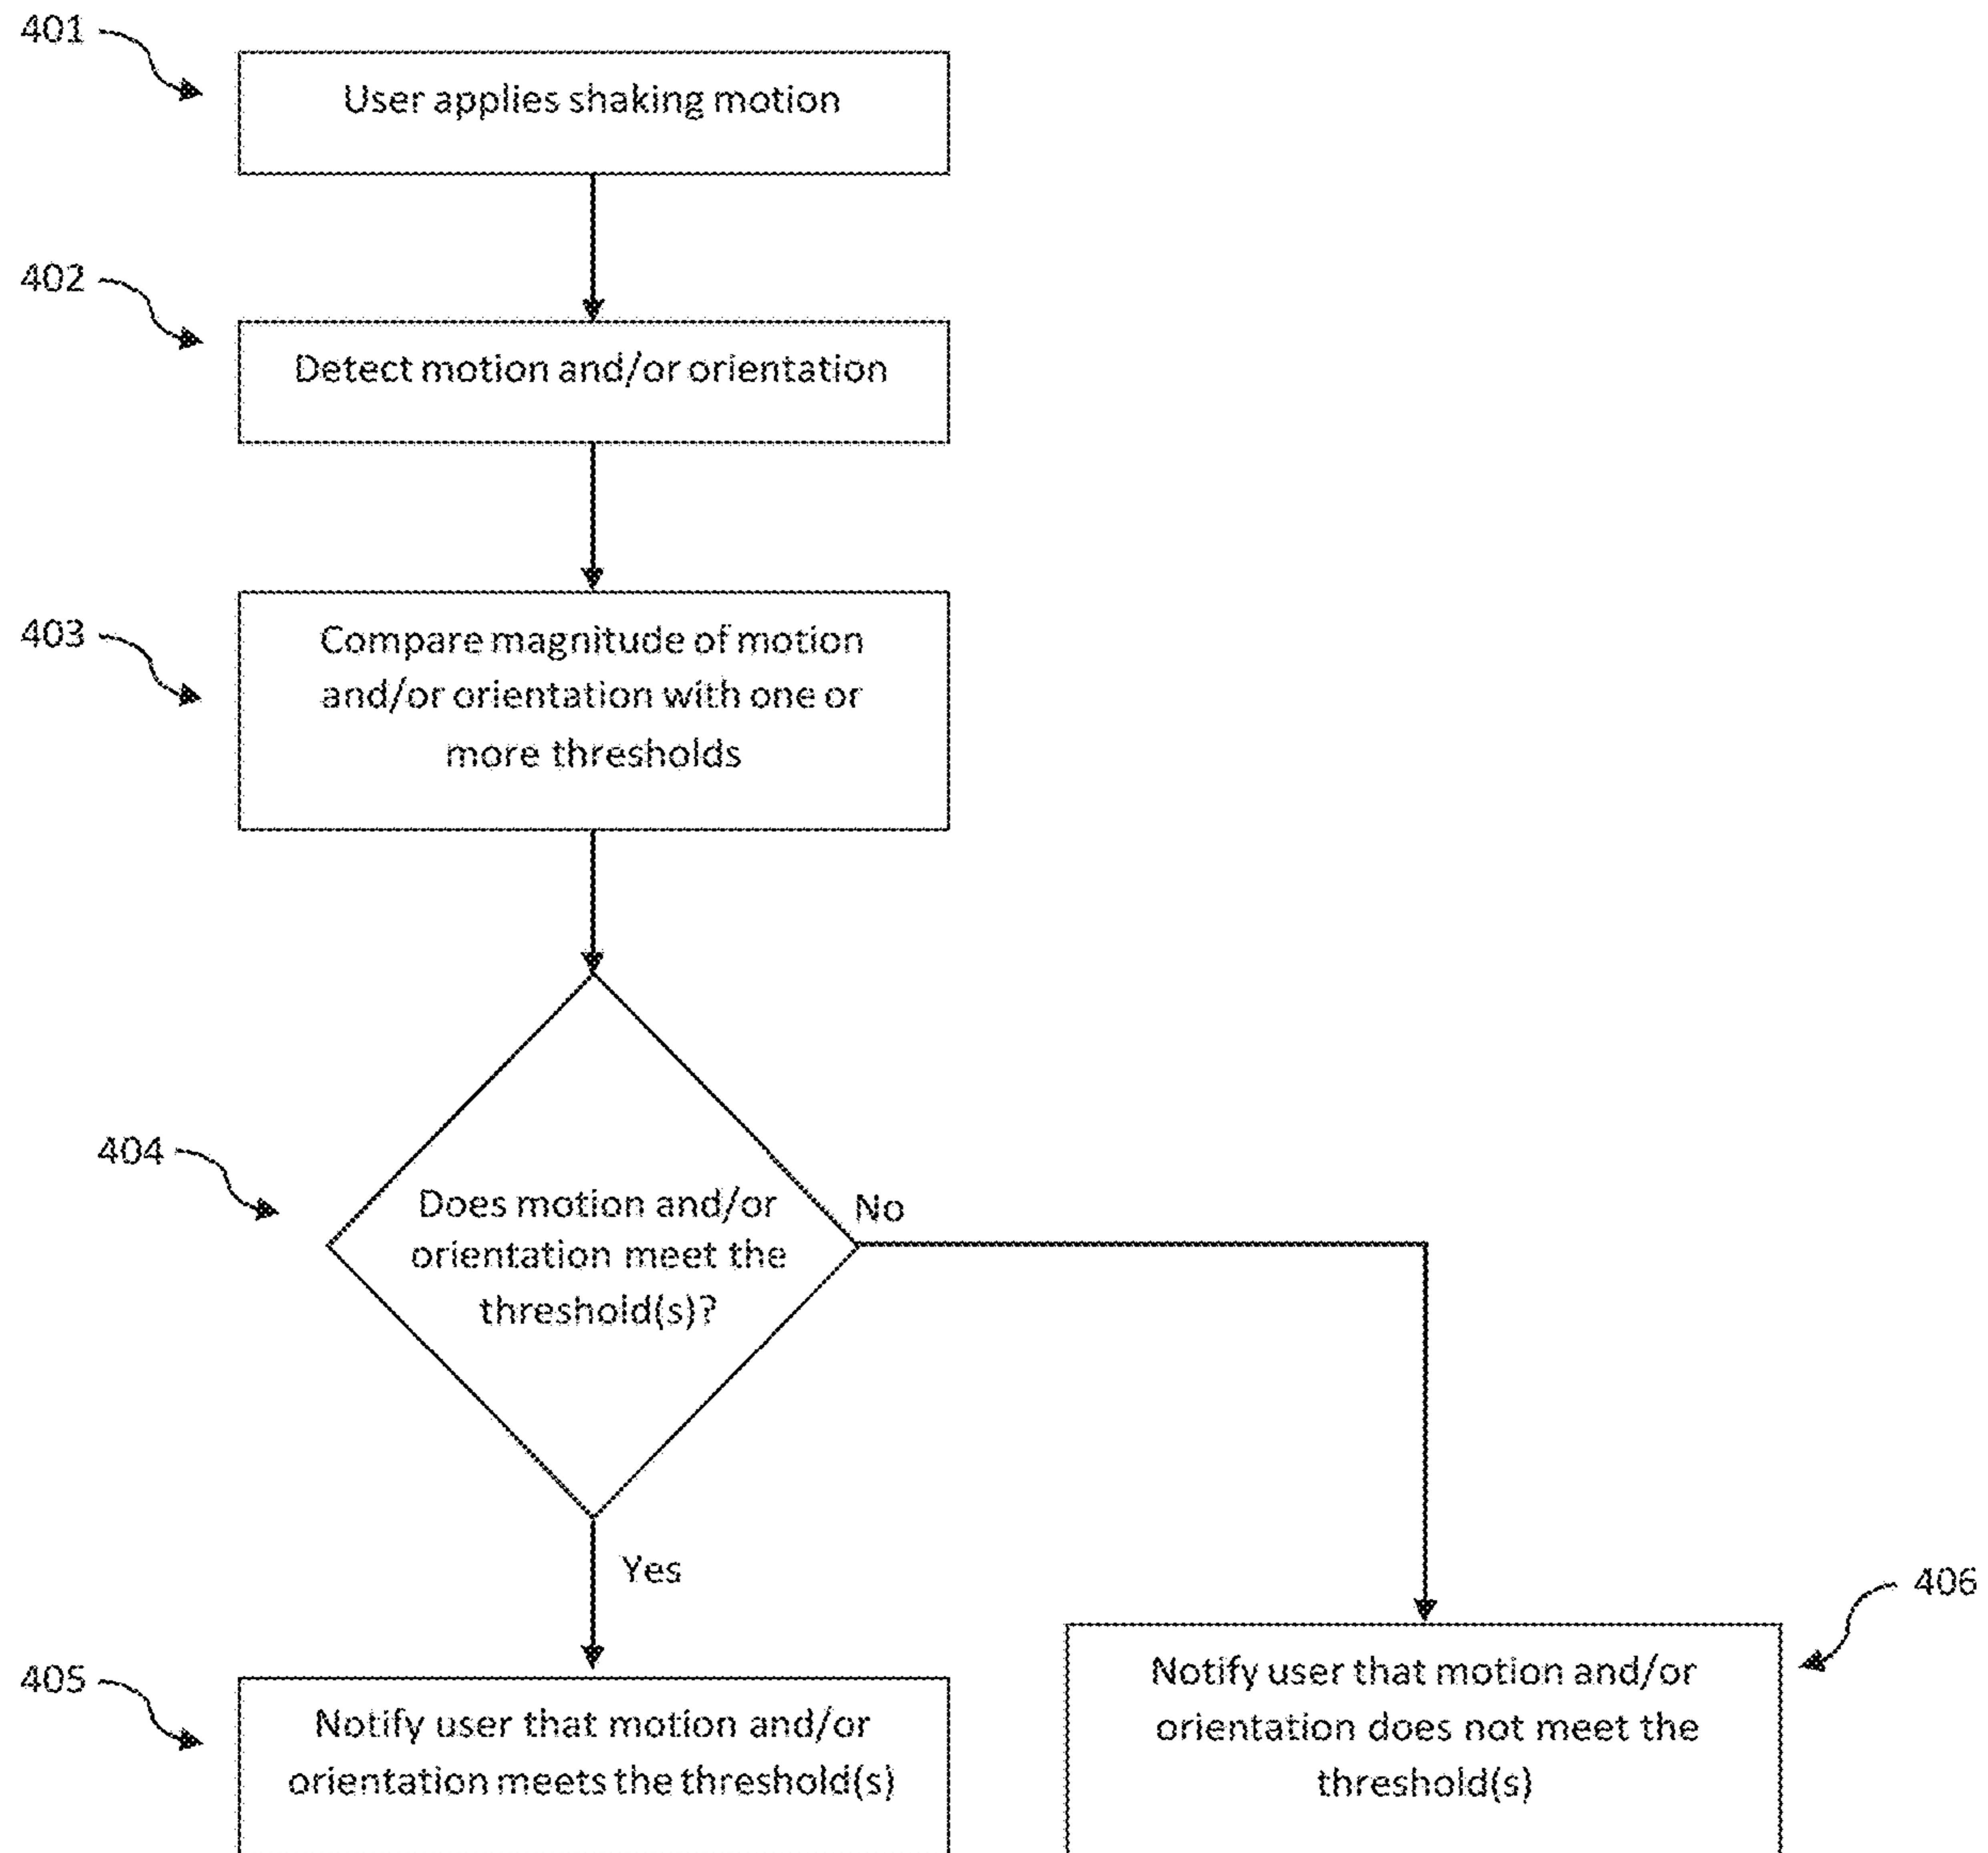 401
User applies shaking motion
402
Detect motion and/or orientation
403
Compare magnitude of motion
and/or orientation with one or
more thresholds
404
Does motion and/or
orientation meet the
threshold(s)?
No
Yes
405
Notify user that motion and/or
orientation meets the threshold(s)
406
Notify user that motion and/or
orientation does not meet the
threshold(s)